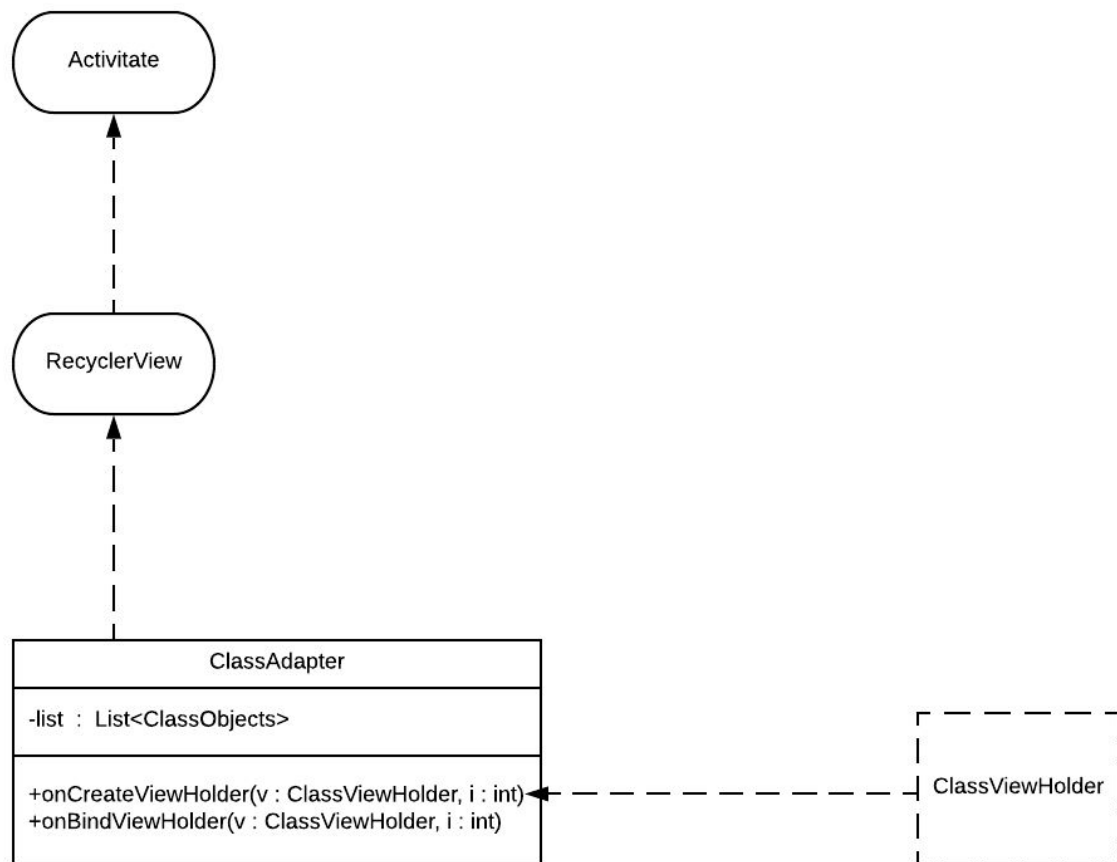 Activitate
RecyclerView
ClassAdapter
-list : List<ClassObjects>
+onCreateViewHolder(v : ClassViewHolder, i : int)
+onBindViewHolder(v : ClassViewHolder, i : int)
ClassViewHolder